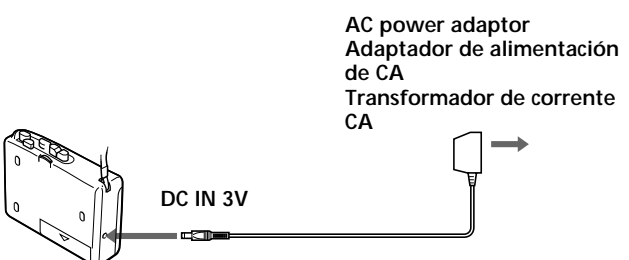 AC power adaptor
Adaptador de alimentación
de CA
Transformador de corrente
CA
DC IN 3V